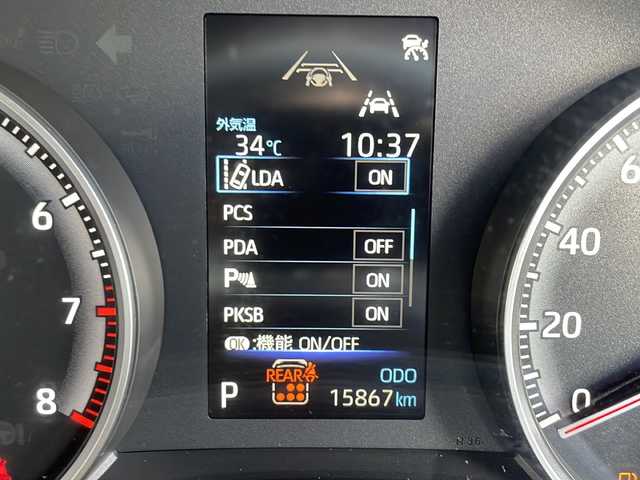 外気温
34℃ 10:37
LDA ON
PCS
PDA OFF
P ON
PKSB ON
OK :機能 ON/OFF
REAR
ODO
P 15867 km
6
7
8
6
40
20
0